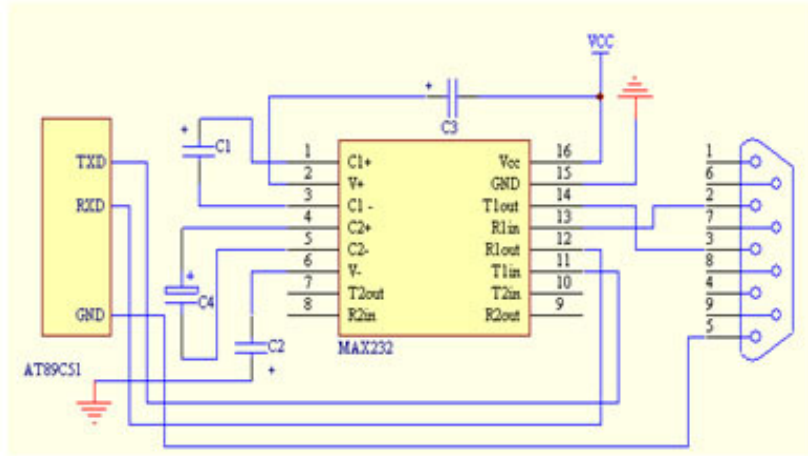 VCC
+
C3
TXD
RXD
GND
AT89C51
+
C1
+
C4
C2
+
1 C1+ Vcc 16
2 V+ GND 15
3 C1 - T1out 14
4 C2+ R1in 13
5 C2- R1out 12
6 V- T1in 11
7 T2out T2in 10
8 R2in R2out 9
MAX232
1
6
2
7
3
8
4
9
5